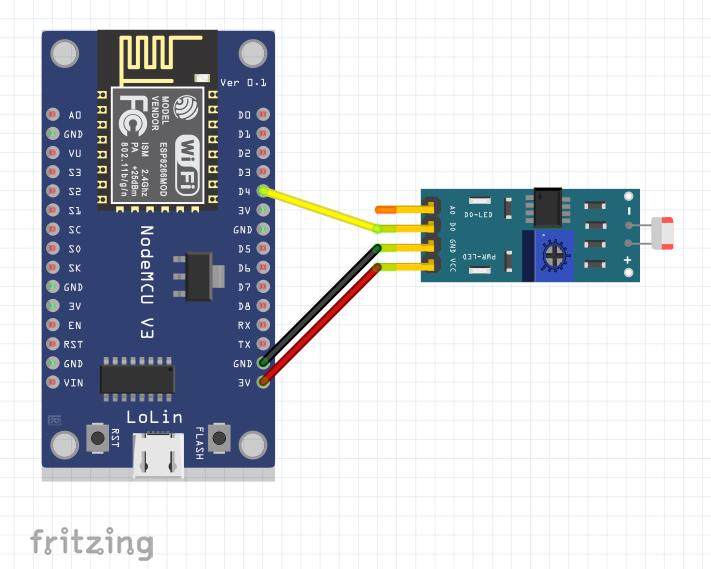 Ver 0.1
MODEL
VENDOR
ESP8266MOD
FC
WiFi
ISM 2.4Ghz
PA +25dBm
802.11b/g/n
A0
GND
VU
S3
S2
S1
SC
SO
SK
GND
3V
EN
RST
GND
VIN
D0
D1
D2
D3
D4
3V
GND
D5
D6
D7
D8
RX
TX
GND
3V
NodeMCU V3
LoLin
RST
FLASH
A0
D0
GND
VCC
DO-LED
PWR-LED
-
+
fritzing